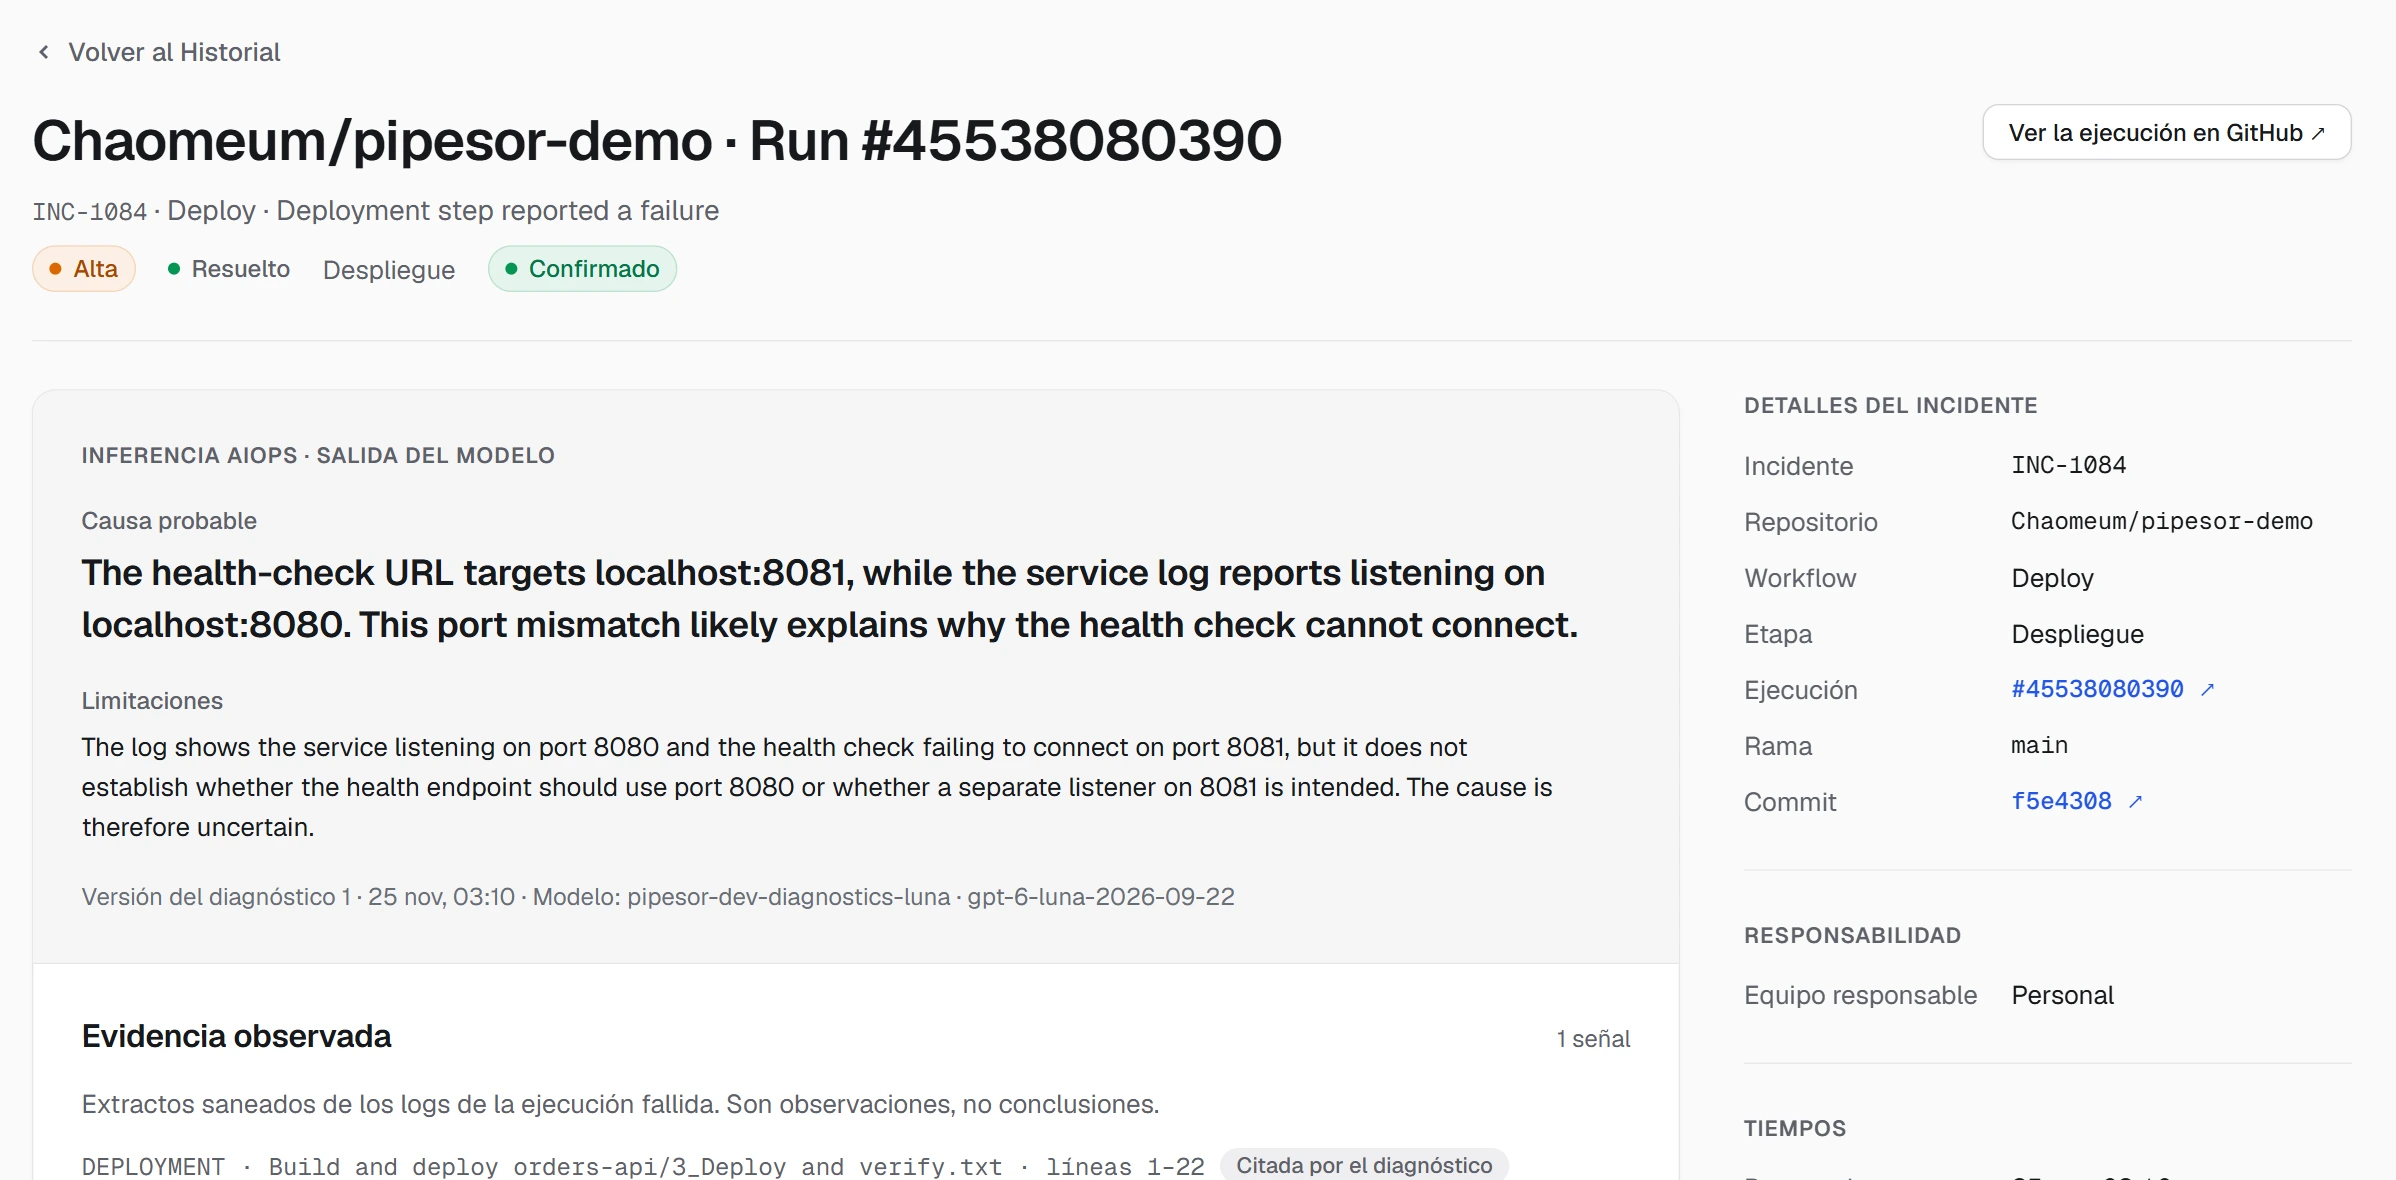 Volver al Historial
Chaomeum/pipesor-demo · Run #45538080390
Ver la ejecución en GitHub ↗
INC-1084 · Deploy · Deployment step reported a failure
Alta
Resuelto
Despliegue
Confirmado
INFERENCIA AIOPS · SALIDA DEL MODELO
Causa probable
The health-check URL targets localhost:8081, while the service log reports listening on
localhost:8080. This port mismatch likely explains why the health check cannot connect.
Limitaciones
The log shows the service listening on port 8080 and the health check failing to connect on port 8081, but it does not
establish whether the health endpoint should use port 8080 or whether a separate listener on 8081 is intended. The cause is
therefore uncertain.
Versión del diagnóstico 1 · 25 nov, 03:10 · Modelo: pipesor-dev-diagnostics-luna · gpt-6-luna-2026-09-22
Evidencia observada
1 señal
Extractos saneados de los logs de la ejecución fallida. Son observaciones, no conclusiones.
DEPLOYMENT · Build and deploy orders-api/3_Deploy and verify.txt · líneas 1-22
Citada por el diagnóstico
DETALLES DEL INCIDENTE
Incidente INC-1084
Repositorio Chaomeum/pipesor-demo
Workflow Deploy
Etapa Despliegue
Ejecución #45538080390 ↗
Rama main
Commit f5e4308 ↗
RESPONSABILIDAD
Equipo responsable Personal
TIEMPOS